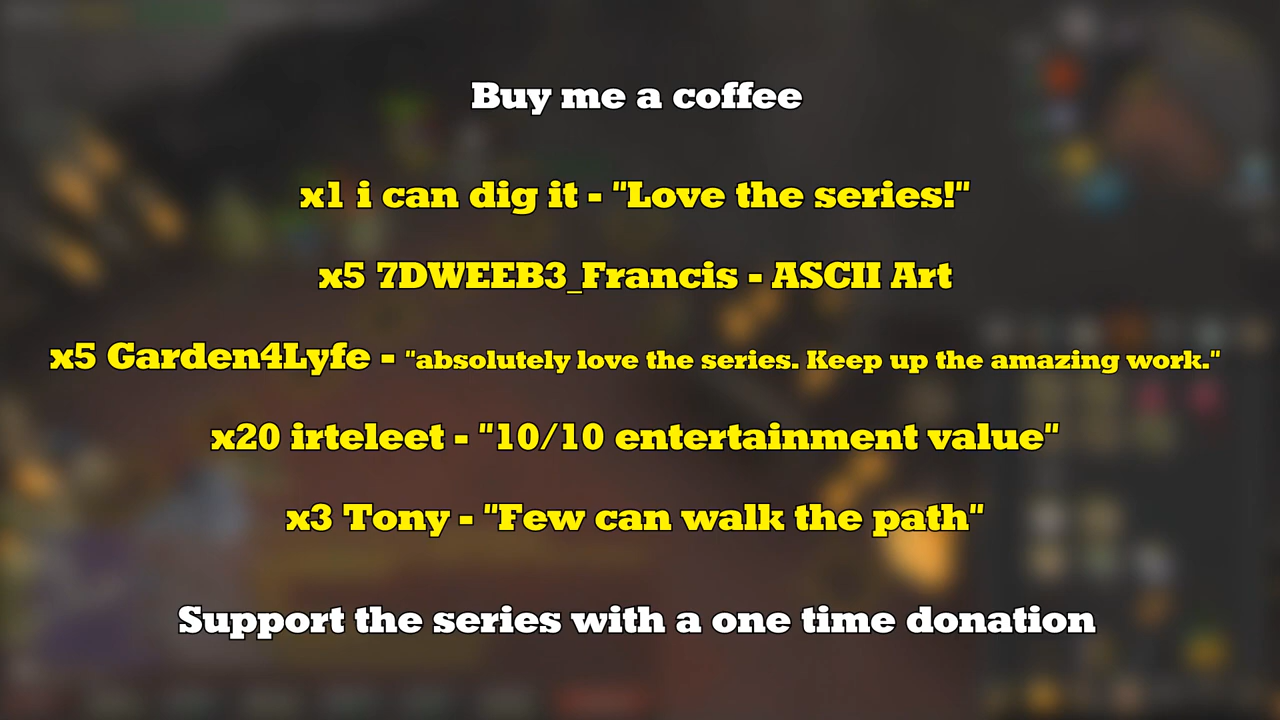 Buy me a coffee
x1 i can dig it - "Love the series!"
x5 7DWEEB3_Francis - ASCII Art
x5 Garden4Lyfe - "absolutely love the series. Keep up the amazing work."
x20 irteleet - "10/10 entertainment value"
x3 Tony - "Few can walk the path"
Support the series with a one time donation